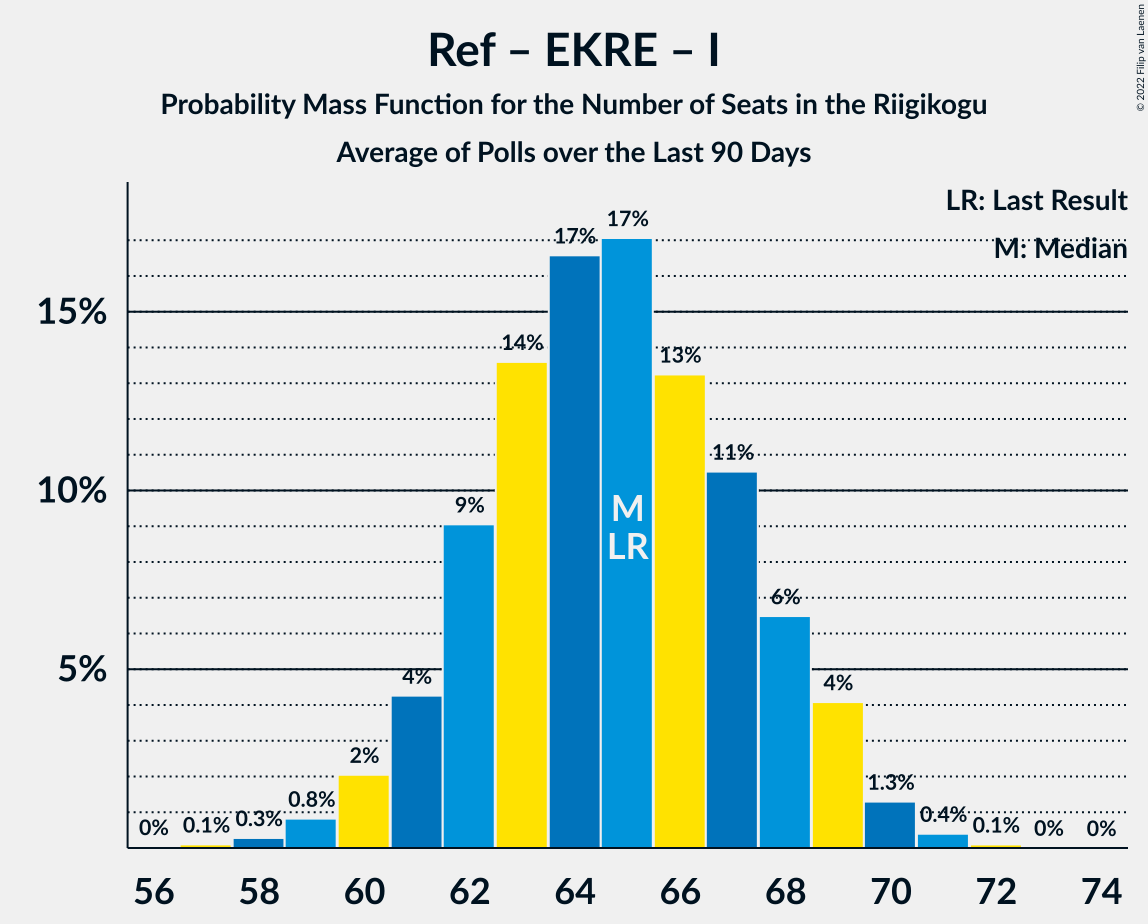 Ref – EKRE – I
Probability Mass Function for the Number of Seats in the Riigikogu
Average of Polls over the Last 90 Days
© 2022 Filip van Laenen
LR: Last Result
M: Median
15%
10%
5%
0%
0.1%
0.3%
0.8%
2%
4%
9%
14%
17%
17%
13%
11%
6%
4%
1.3%
0.4%
0.1%
0%
0%
M
LR
56 58 60 62 64 66 68 70 72 74